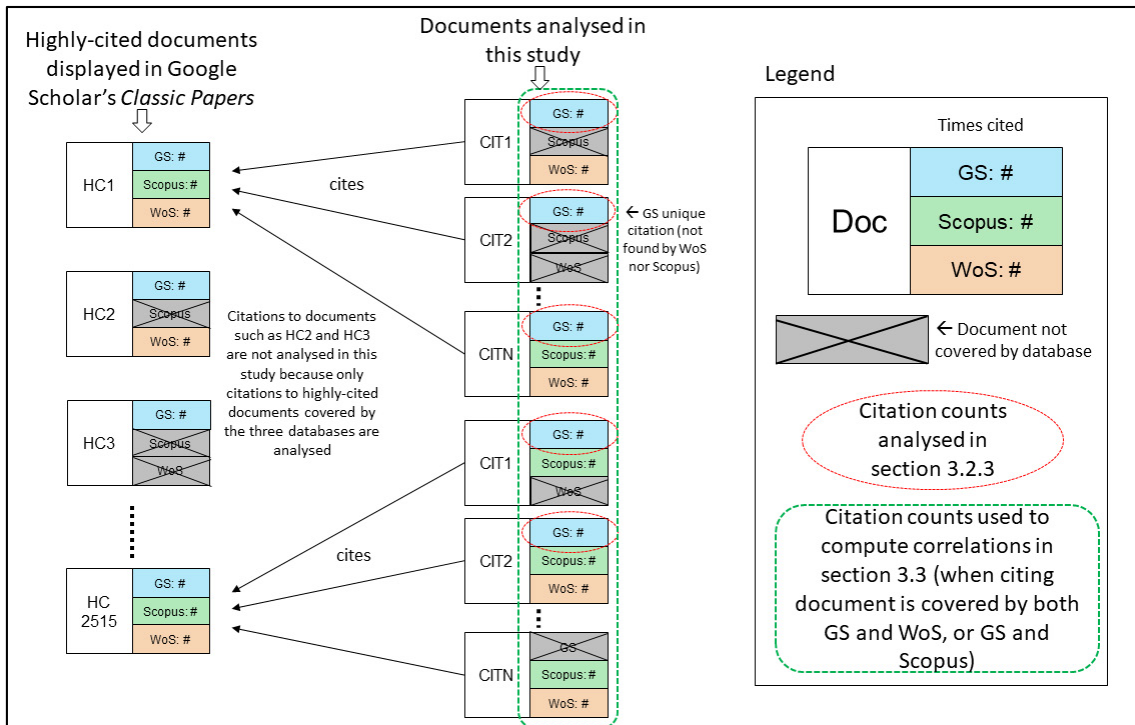 Highly-cited documents
displayed in Google
Scholar's Classic Papers
HC1
GS: #
Scopus: #
WoS: #
HC2
GS: #
Scopus
WoS: #
HC3
GS: #
Scopus
WoS
HC
2515
GS: #
Scopus: #
WoS: #
cites
Citations to documents
such as HC2 and HC3
are not analysed in this
study because only
citations to highly-cited
documents covered by
the three databases are
analysed
cites
Documents analysed in
this study
CIT1
GS: #
Scopus
WoS: #
CIT2
GS: #
Scopus
WoS
← GS unique
citation (not
found by WoS
nor Scopus)
CITN
GS: #
Scopus: #
WoS: #
CIT1
GS: #
Scopus: #
WoS
CIT2
GS: #
Scopus: #
WoS: #
CITN
GS
Scopus: #
WoS: #
Legend
Times cited
Doc
GS: #
Scopus: #
WoS: #
← Document not
covered by database
Citation counts
analysed in
section 3.2.3
Citation counts used to
compute correlations in
section 3.3 (when citing
document is covered by both
GS and WoS, or GS and
Scopus)